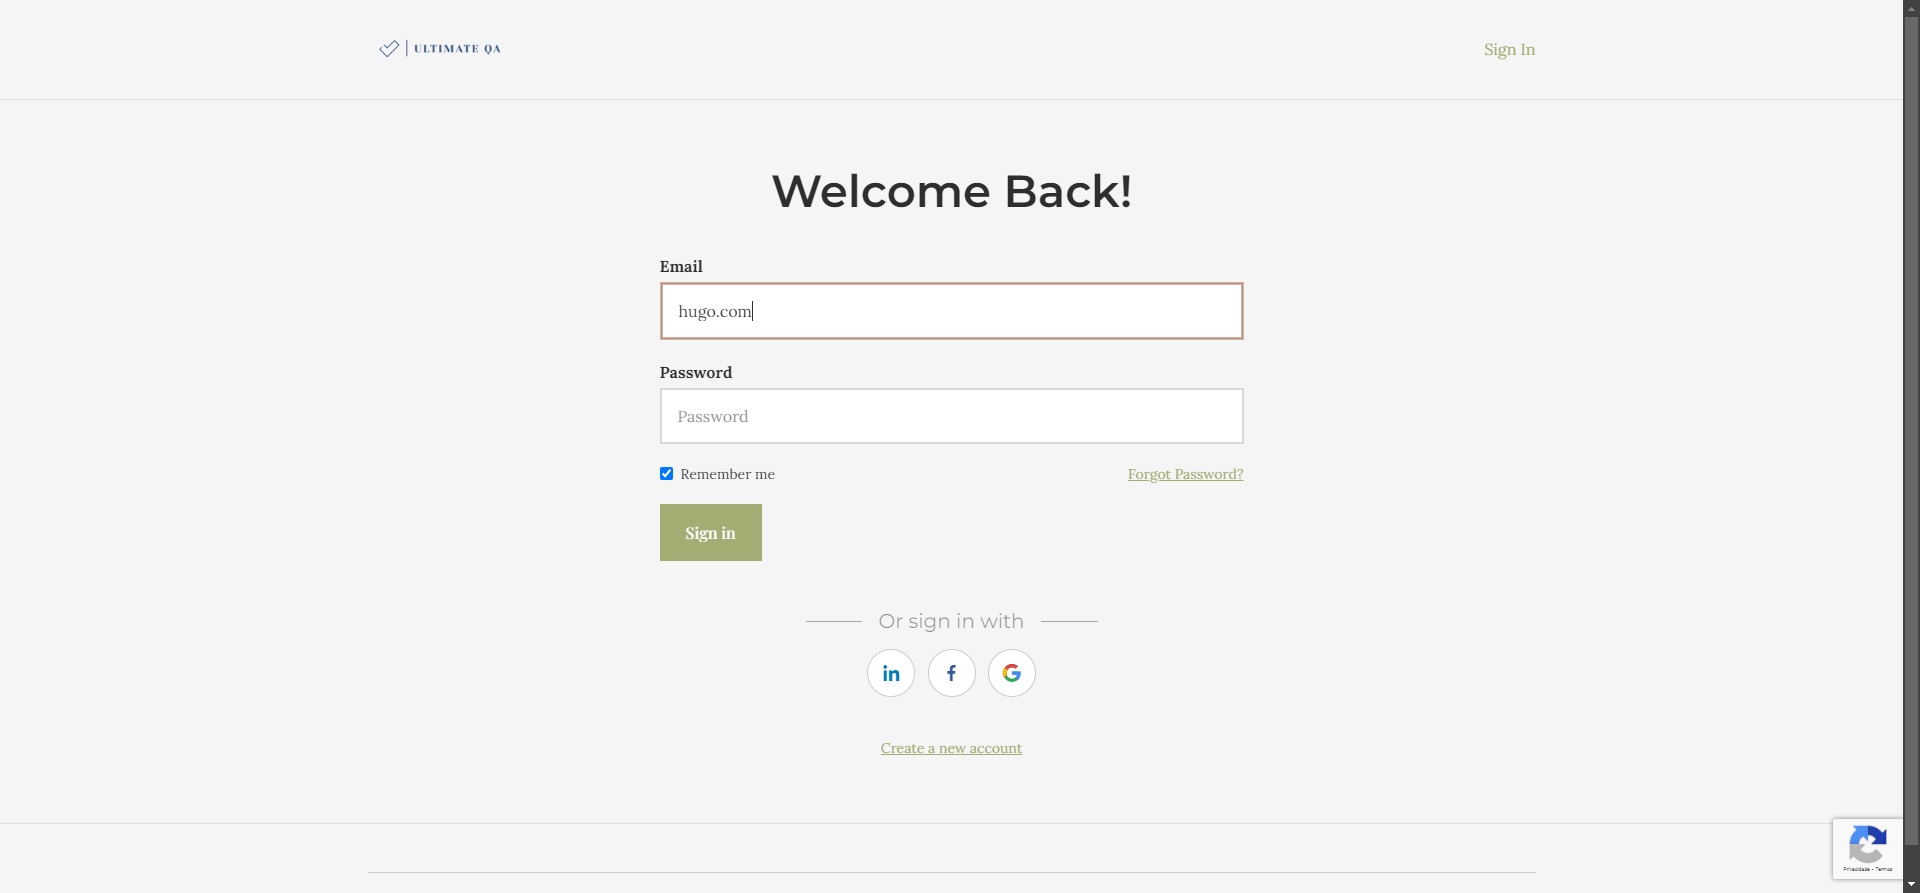 ULTIMATE QA
Sign In
Welcome Back!
Email
hugo.com
Password
Password
Remember me
Forgot Password?
Sign in
Or sign in with
in
f
G
Create a new account
Privacidade - Termos